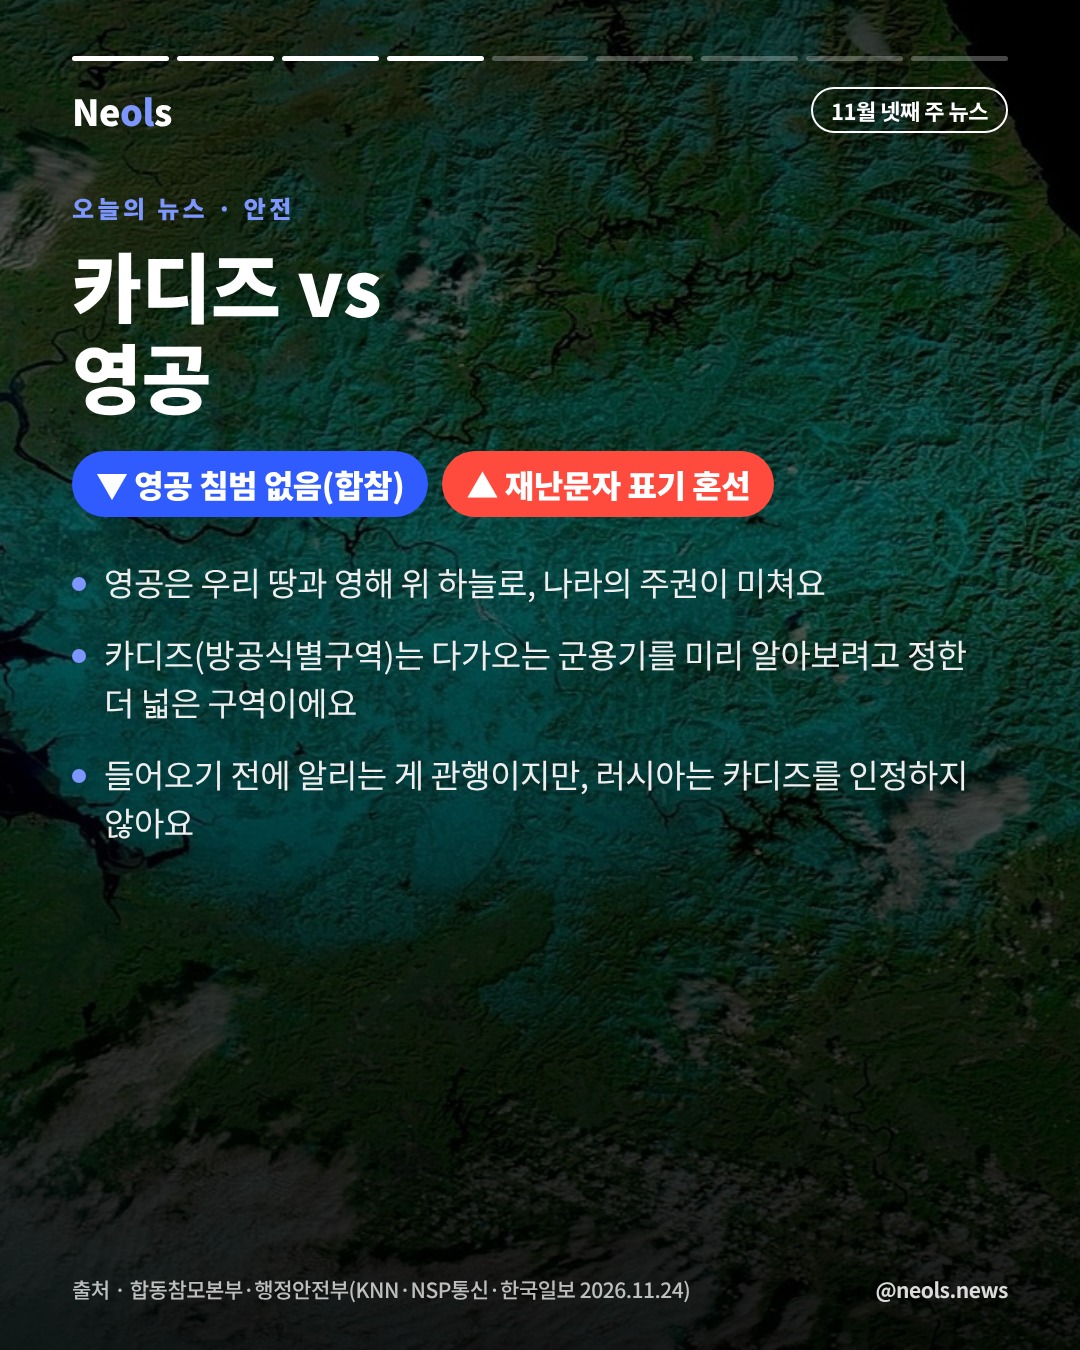 Neols
11월 넷째 주 뉴스
오늘의 뉴스 · 안전
카디즈 vs
영공
▼ 영공 침범 없음(합참)
▲ 재난문자 표기 혼선
영공은 우리 땅과 영해 위 하늘로, 나라의 주권이 미쳐요
카디즈(방공식별구역)는 다가오는 군용기를 미리 알아보려고 정한
더 넓은 구역이에요
들어오기 전에 알리는 게 관행이지만, 러시아는 카디즈를 인정하지
않아요
출처 · 합동참모본부·행정안전부(KNN·NSP통신·한국일보 2026.11.24)
@neols.news